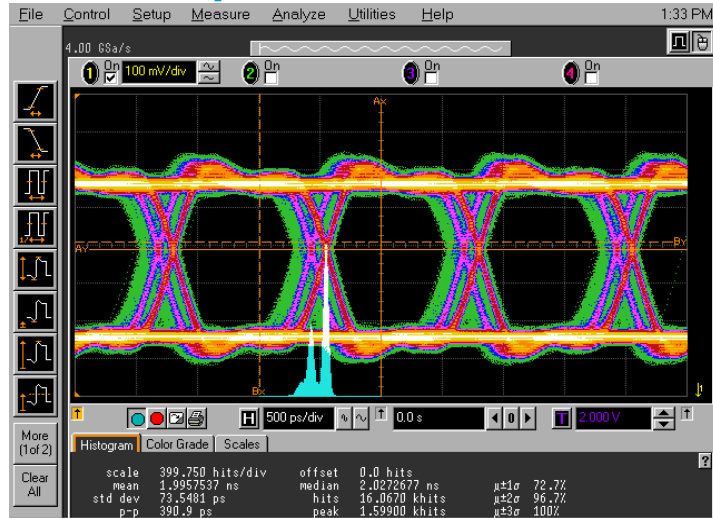 File Control Setup Measure Analyze Utilities Help 1:33 PM
4.00 GSa/s
1 On 100 mV/div 2 On 3 On 4 On
Ax
Ay By
Bx
H 500 ps/div 0.0 s 0 T 2.000 V
More
(1 of 2)
Clear
All
Histogram Color Grade Scales
?
scale 399.750 hits/div offset 0.0 hits
mean 1.9957537 ns median 2.0272677 ns μ±1σ 72.7%
std dev 73.5481 ps hits 16.0670 khits μ±2σ 96.7%
p-p 390.9 ps peak 1.59900 khits μ±3σ 100%